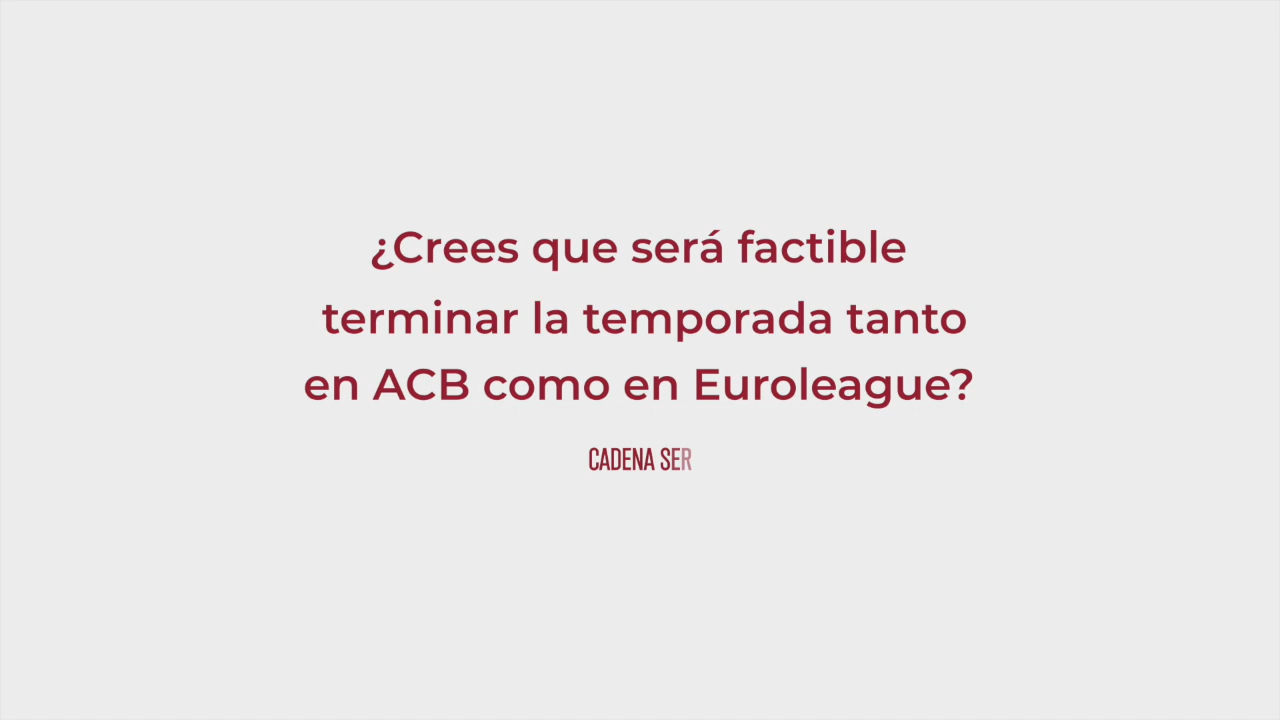 ¿Crees que será factible
terminar la temporada tanto
en ACB como en Euroleague?
CADENA SER